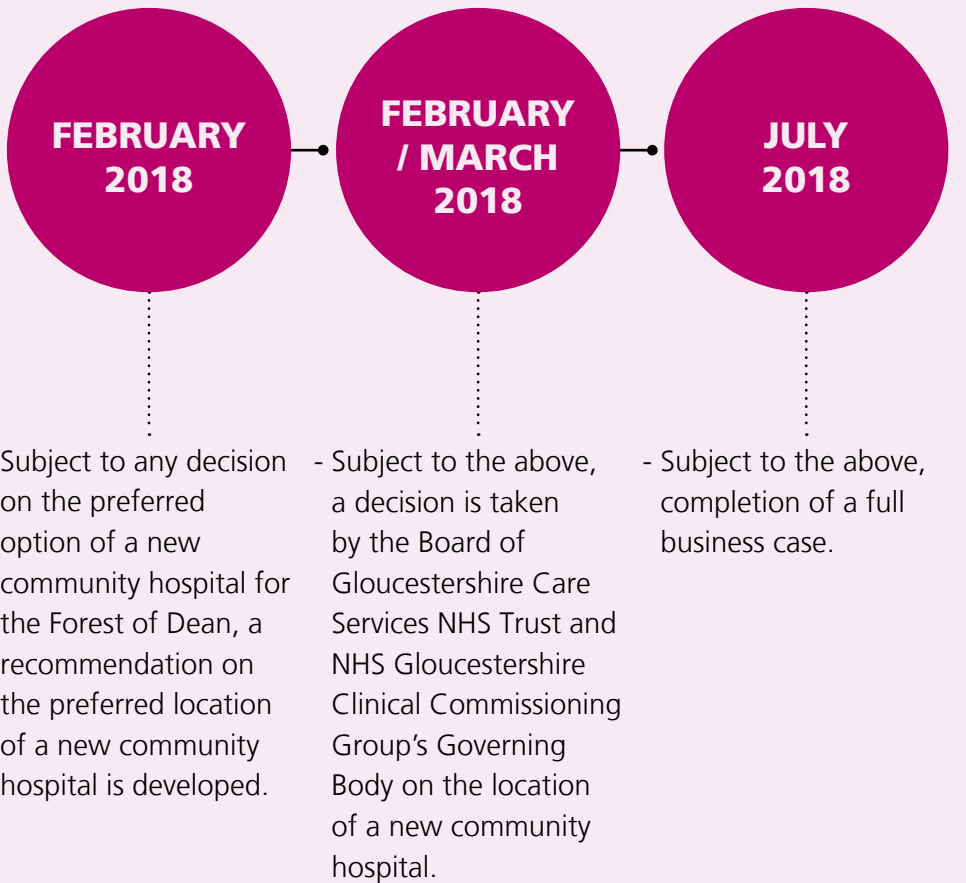 FEBRUARY
2018
FEBRUARY
/ MARCH
2018
JULY
2018
Subject to any decision
on the preferred
option of a new
community hospital for
the Forest of Dean, a
recommendation on
the preferred location
of a new community
hospital is developed.
- Subject to the above,
a decision is taken
by the Board of
Gloucestershire Care
Services NHS Trust and
NHS Gloucestershire
Clinical Commissioning
Group's Governing
Body on the location
of a new community
hospital.
- Subject to the above,
completion of a full
business case.